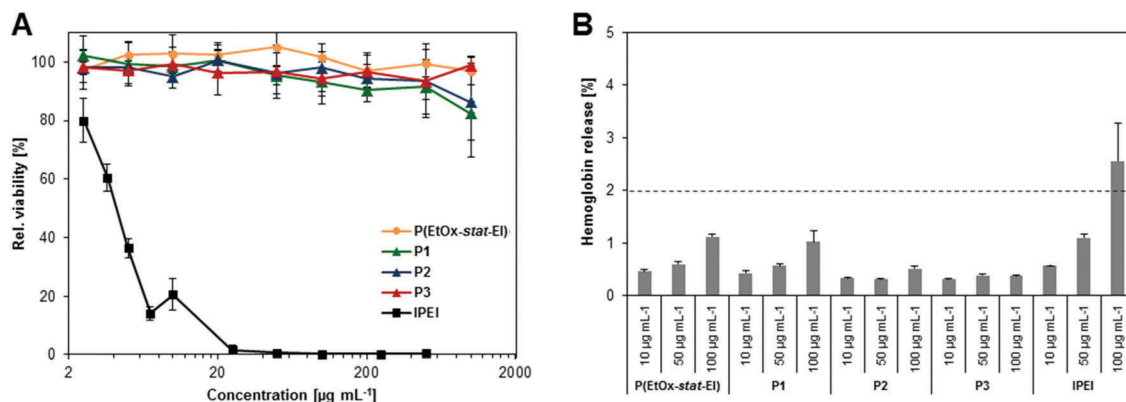 A
Rel. viability [%]
120
100
80
60
40
20
0
2
20
200
2000
Concentration [µg mL-1]
P(EtOx-stat-EI)
P1
P2
P3
lPEI
B
Hemoglobin release [%]
5
4
3
2
1
0
10 µg mL-1
50 µg mL-1
100 µg mL-1
10 µg mL-1
50 µg mL-1
100 µg mL-1
10 µg mL-1
50 µg mL-1
100 µg mL-1
10 µg mL-1
50 µg mL-1
100 µg mL-1
10 µg mL-1
50 µg mL-1
100 µg mL-1
P(EtOx-stat-EI)
P1
P2
P3
lPEI